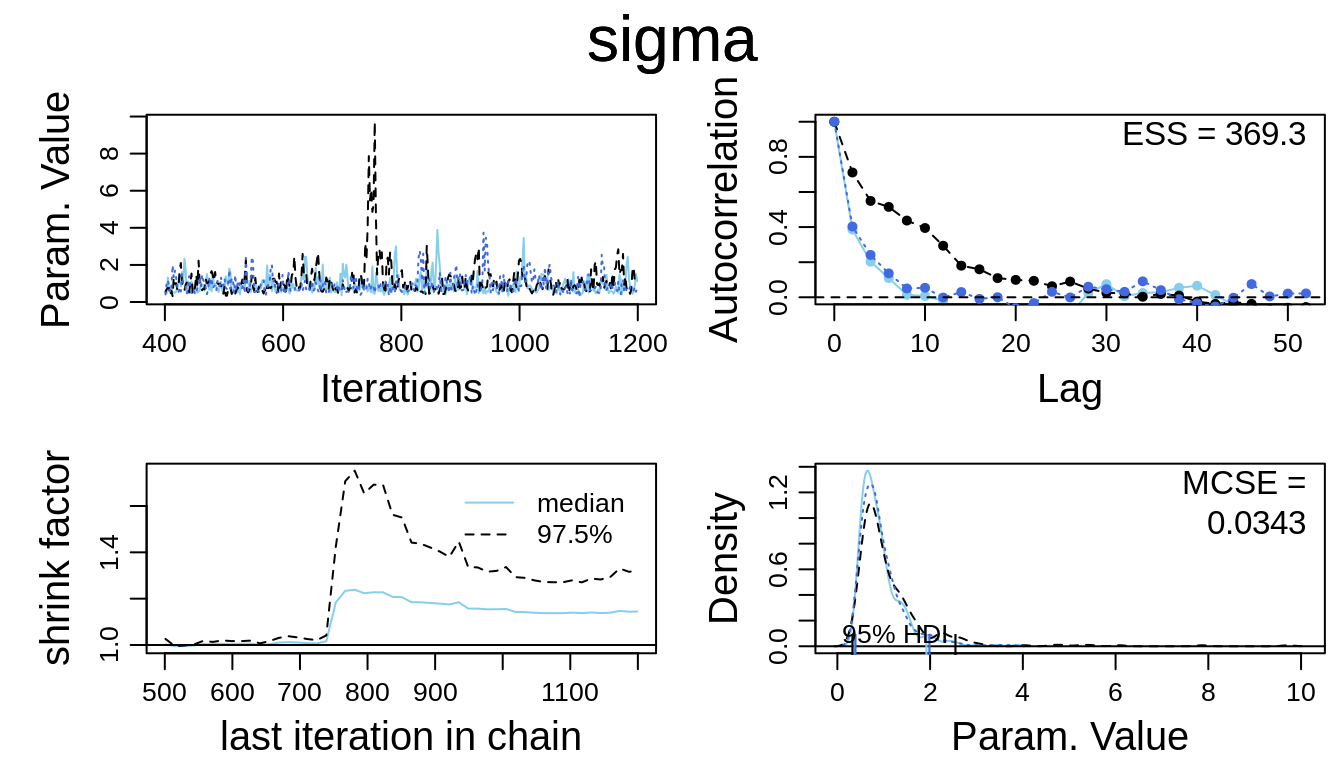 sigma
Param. Value
0 2 4 6 8
400 600 800 1000 1200
Iterations
Autocorrelation
0.0 0.4 0.8
ESS = 369.3
0 10 20 30 40 50
Lag
shrink factor
1.0 1.4
median
97.5%
500 600 700 800 900 1100
last iteration in chain
Density
0.0 0.6 1.2
MCSE =
0.0343
95% HDI
0 2 4 6 8 10
Param. Value